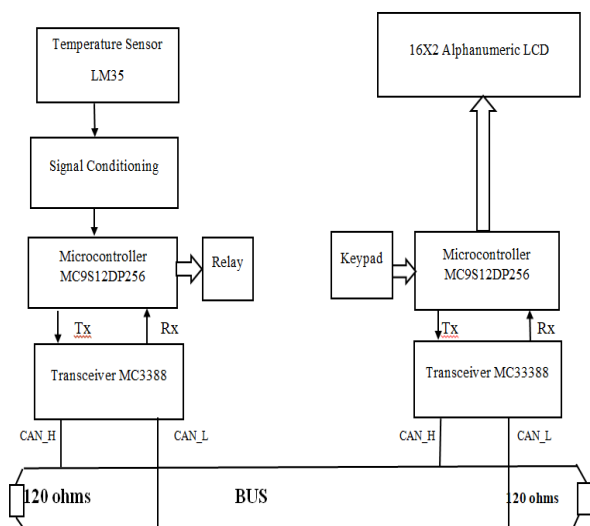 Temperature Sensor
LM35
16X2 Alphanumeric LCD
Signal Conditioning
Microcontroller
MC9S12DP256
Relay
Keypad
Microcontroller
MC9S12DP256
Tx
Rx
Tx
Rx
Transceiver MC3388
Transceiver MC33388
CAN_H
CAN_L
CAN_H
CAN_L
120 ohms
BUS
120 ohms